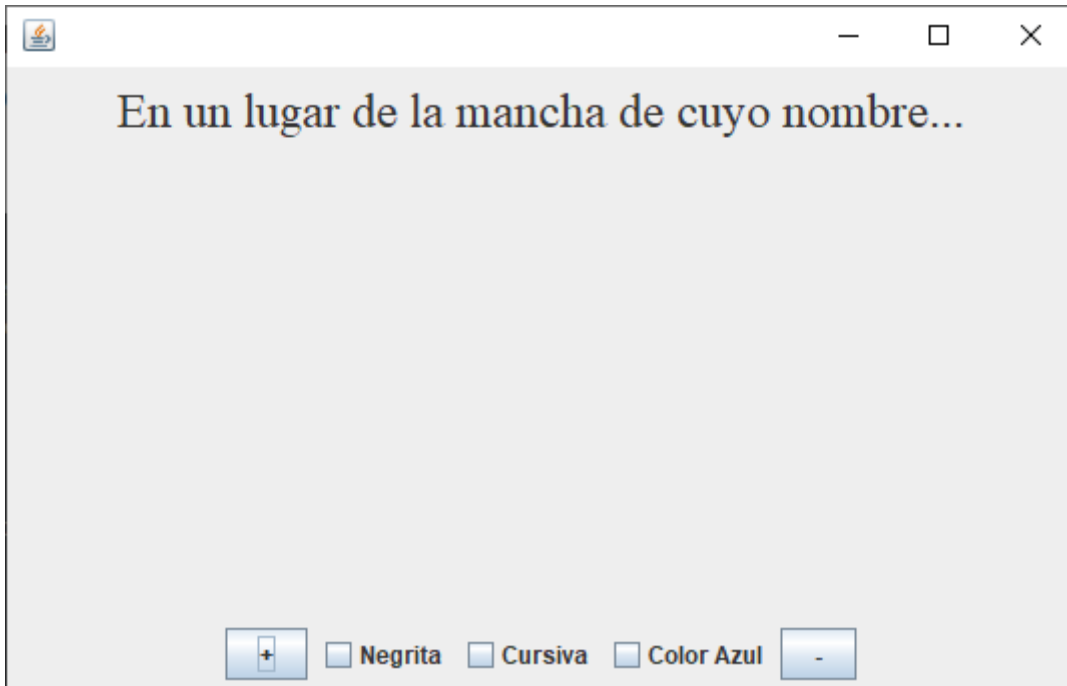 En un lugar de la mancha de cuyo nombre...
+ Negrita Cursiva Color Azul -